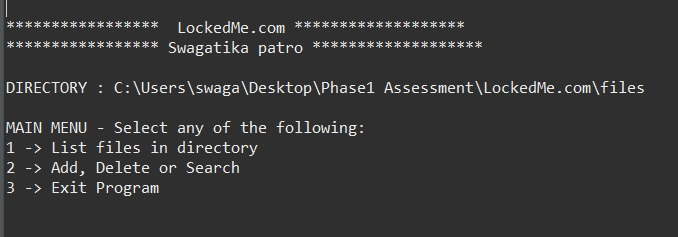 ***************** LockedMe.com *******************
***************** Swagatika patro *******************
DIRECTORY : C:\Users\swaga\Desktop\Phase1 Assessment\LockedMe.com\files
MAIN MENU - Select any of the following:
1 -> List files in directory
2 -> Add, Delete or Search
3 -> Exit Program